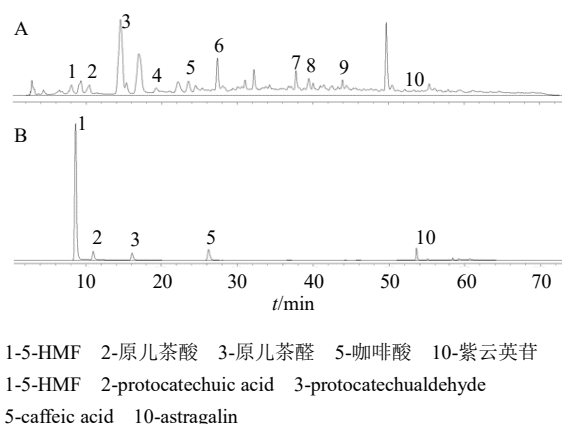 A
1 2 3 4 5 6 7 8 9 10
B
1 2 3 5 10
10 20 30 40 50 60 70
t/min
1-5-HMF 2-原儿茶酸 3-原儿茶醛 5-咖啡酸 10-紫云英苷
1-5-HMF 2-protocatechuic acid 3-protocatechualdehyde
5-caffeic acid 10-astragalin